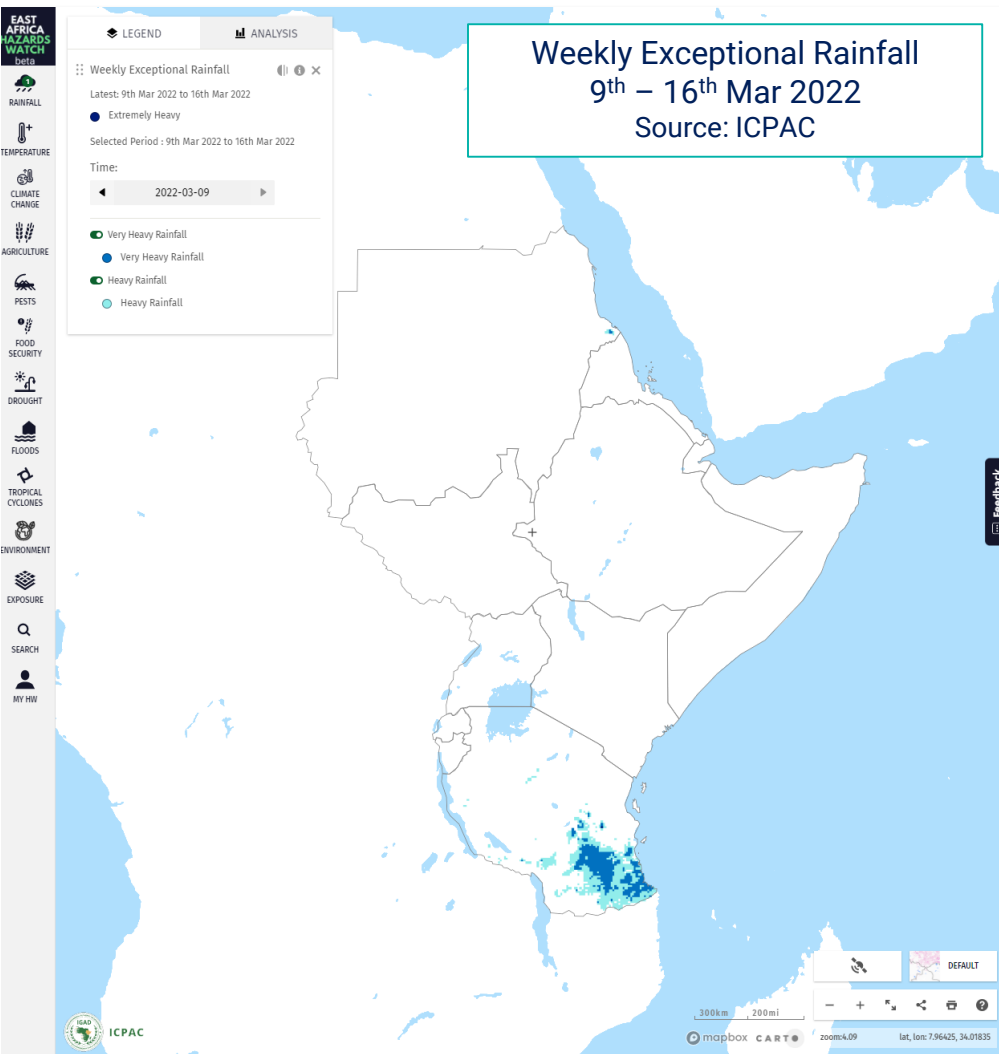 EAST
AFRICA
HAZARDS
WATCH
beta
1
RAINFALL
TEMPERATURE
CLIMATE
CHANGE
AGRICULTURE
PESTS
FOOD
SECURITY
DROUGHT
FLOODS
TROPICAL
CYCLONES
ENVIRONMENT
EXPOSURE
SEARCH
MY HW
LEGEND
ANALYSIS
Weekly Exceptional Rainfall
Latest: 9th Mar 2022 to 16th Mar 2022
Extremely Heavy
Selected Period : 9th Mar 2022 to 16th Mar 2022
Time:
2022-03-09
Very Heavy Rainfall
Very Heavy Rainfall
Heavy Rainfall
Heavy Rainfall
Weekly Exceptional Rainfall
9th – 16th Mar 2022
Source: ICPAC
Feedback
DEFAULT
300km
200mi
mapbox CARTO
zoom:4.09
lat, lon: 7.96425, 34.01835
IGAD
ICPAC